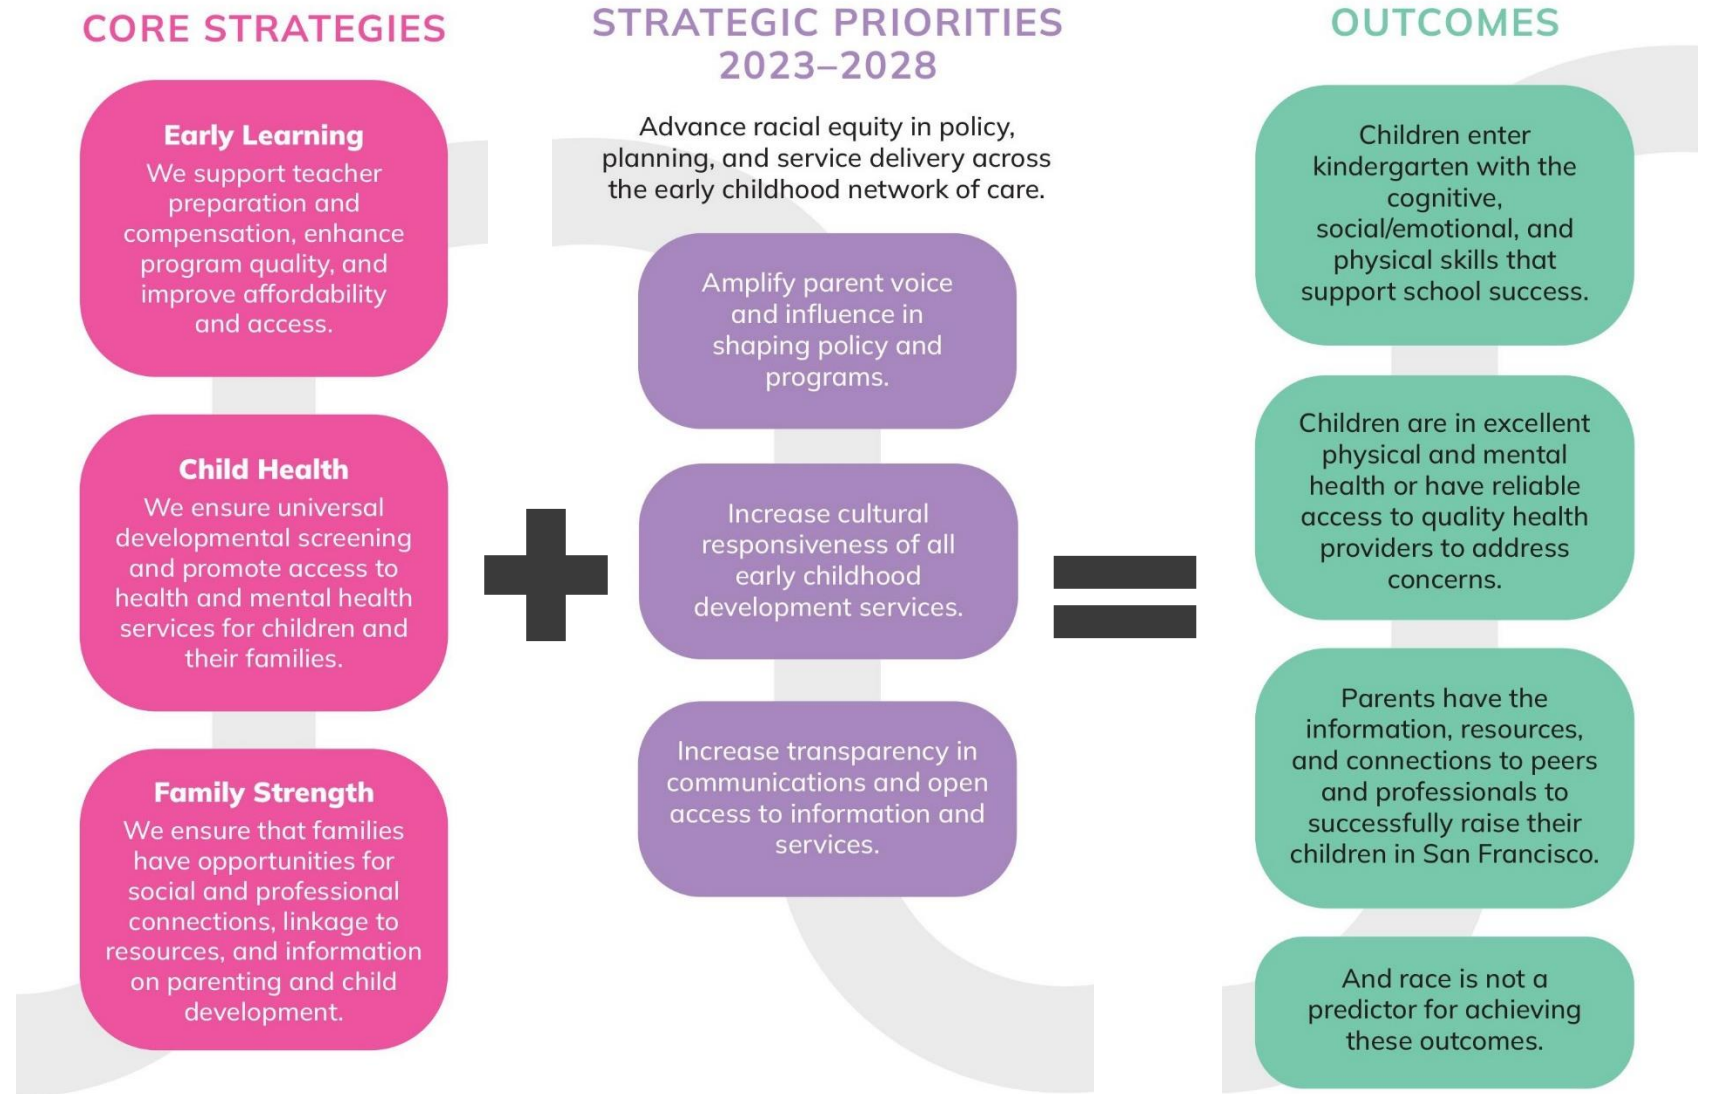 CORE STRATEGIES
Early Learning
We support teacher
preparation and
compensation, enhance
program quality, and
improve affordability
and access.
Child Health
We ensure universal
developmental screening
and promote access to
health and mental health
services for children and
their families.
Family Strength
We ensure that families
have opportunities for
social and professional
connections, linkage to
resources, and information
on parenting and child
development.
STRATEGIC PRIORITIES
2023–2028
Advance racial equity in policy,
planning, and service delivery across
the early childhood network of care.
Amplify parent voice
and influence in
shaping policy and
programs.
Increase cultural
responsiveness of all
early childhood
development services.
Increase transparency in
communications and open
access to information and
services.
OUTCOMES
Children enter
kindergarten with the
cognitive,
social/emotional, and
physical skills that
support school success.
Children are in excellent
physical and mental
health or have reliable
access to quality health
providers to address
concerns.
Parents have the
information, resources,
and connections to peers
and professionals to
successfully raise their
children in San Francisco.
And race is not a
predictor for achieving
these outcomes.